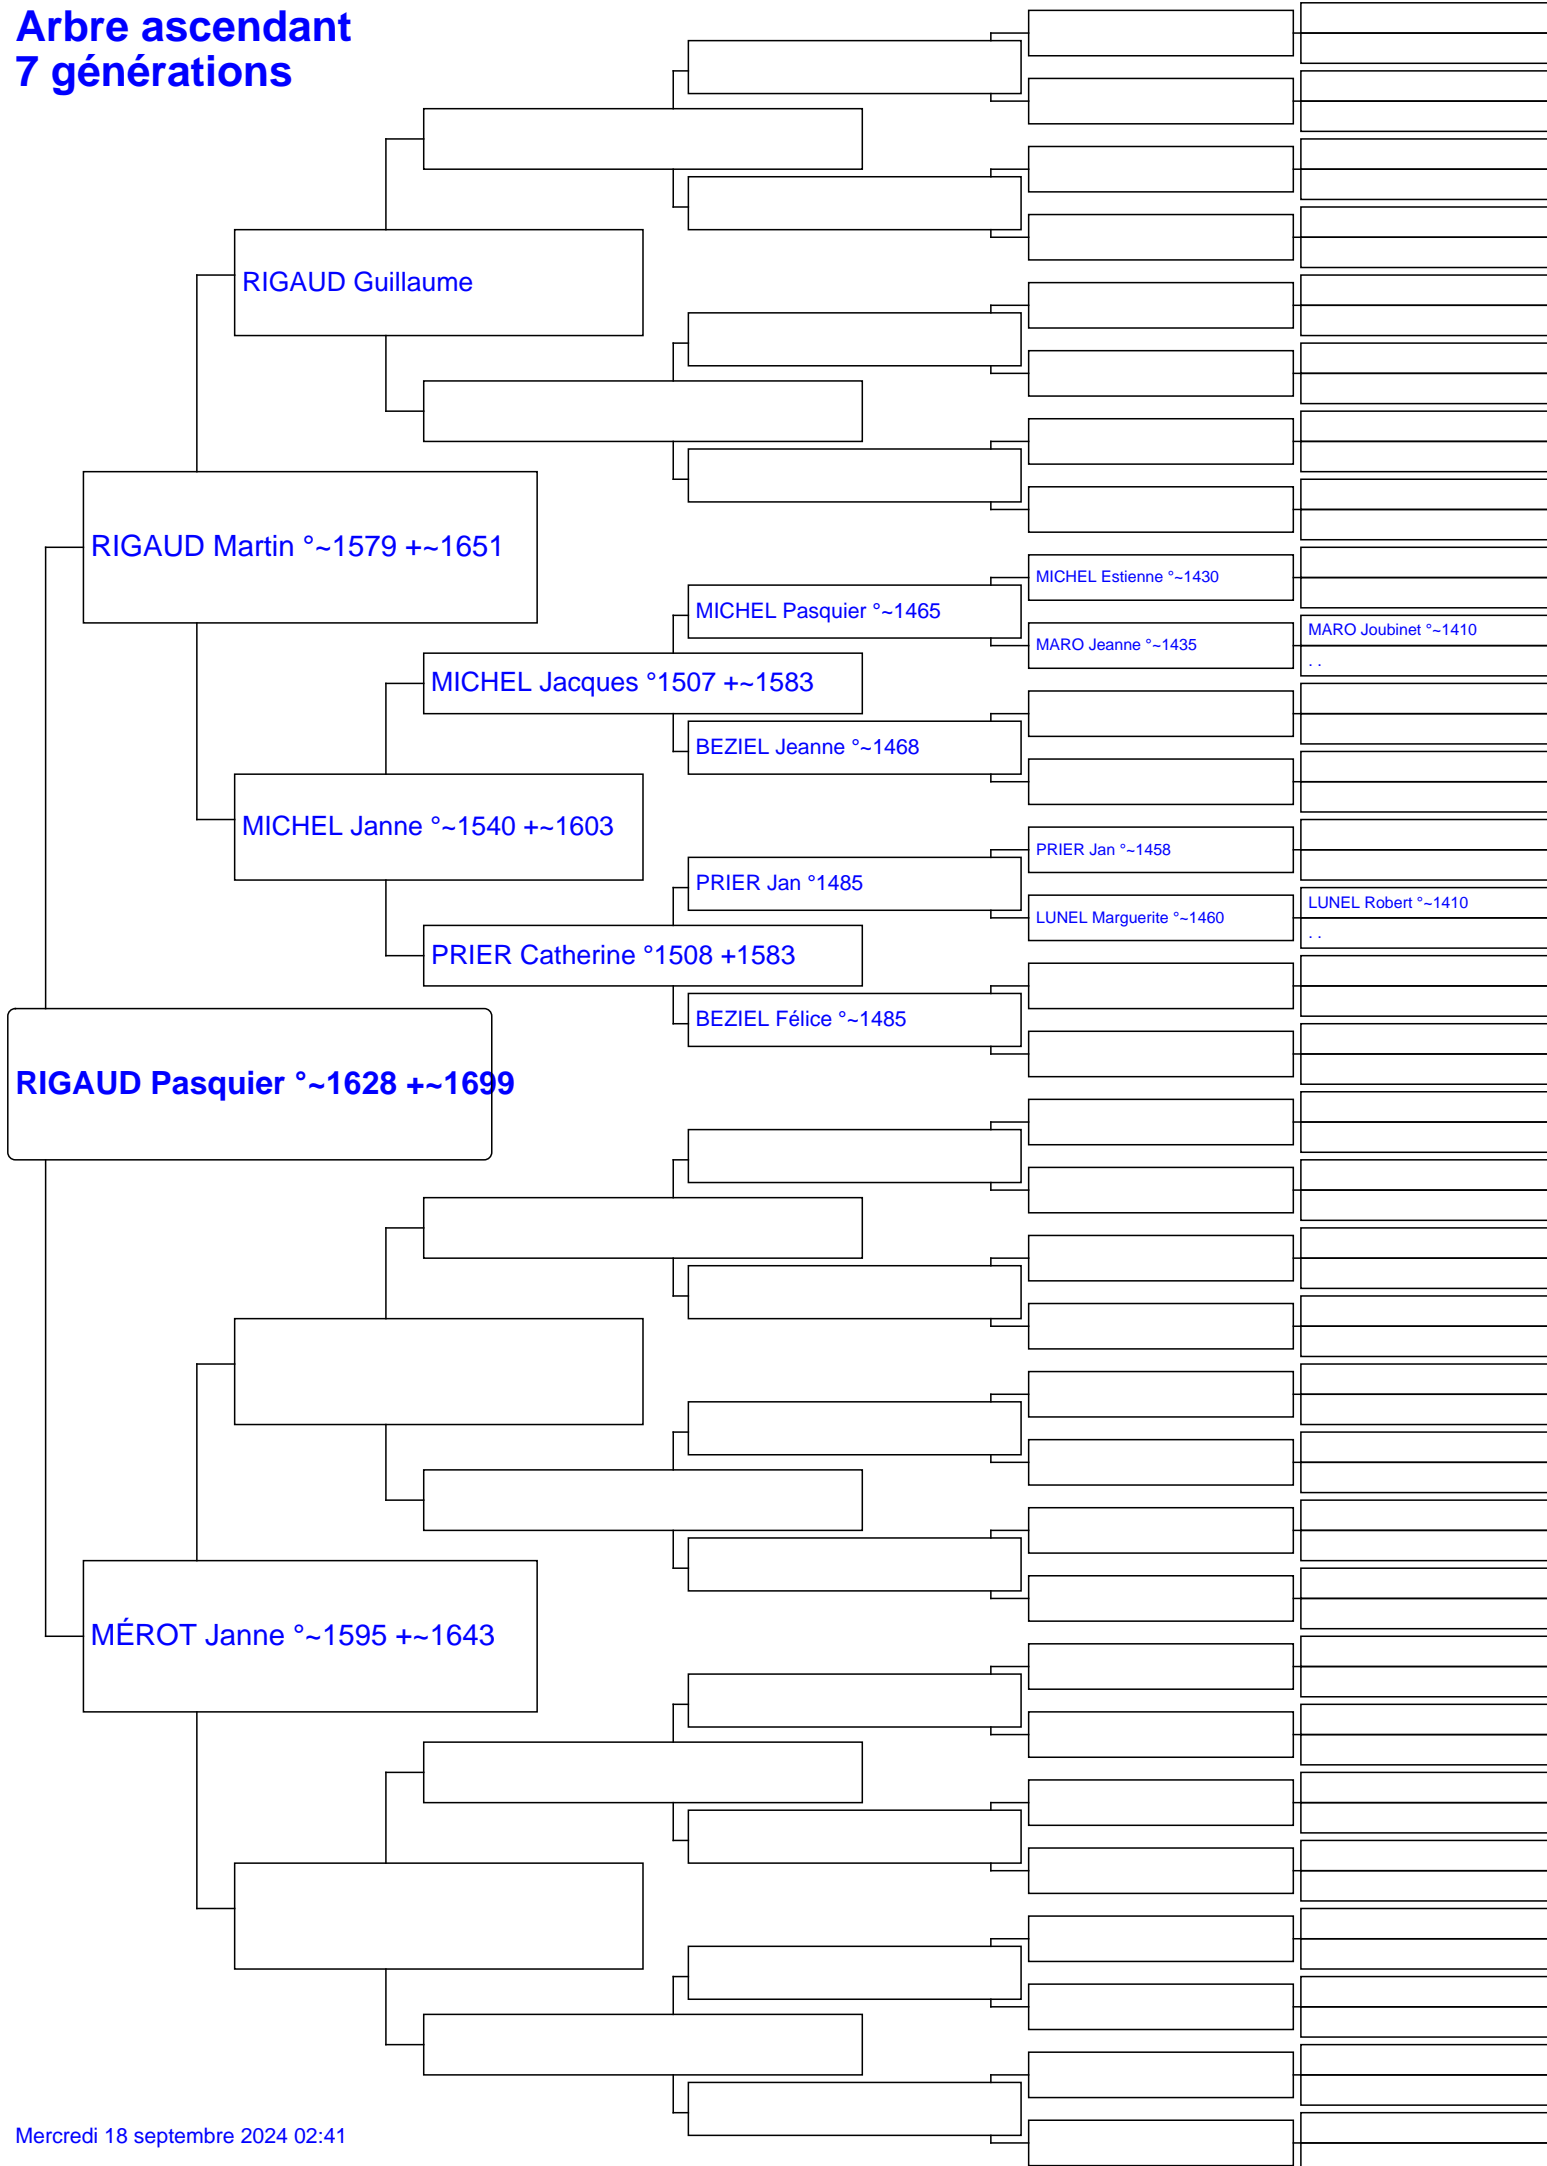 Arbre ascendant
7 générations
RIGAUD Guillaume
RIGAUD Martin °~1579 +~1651
MICHEL Estienne °~1430
MICHEL Pasquier °~1465
MARO Joubinet °~1410
MARO Jeanne °~1435
. .
MICHEL Jacques °1507 +~1583
BEZIEL Jeanne °~1468
MICHEL Janne °~1540 +~1603
PRIER Jan °~1458
PRIER Jan °1485
LUNEL Robert °~1410
LUNEL Marguerite °~1460
. .
PRIER Catherine °1508 +1583
BEZIEL Félice °~1485
RIGAUD Pasquier °~1628 +~1699
MÉROT Janne °~1595 +~1643
Mercredi 18 septembre 2024 02:41